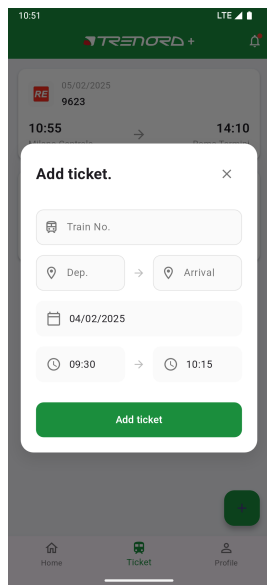 10:51
LTE
TRENORD +
05/02/2025
RE
9623
10:55
14:10
Add ticket.
Train No.
Dep.
Arrival
04/02/2025
09:30
10:15
Add ticket
Home
Ticket
Profile